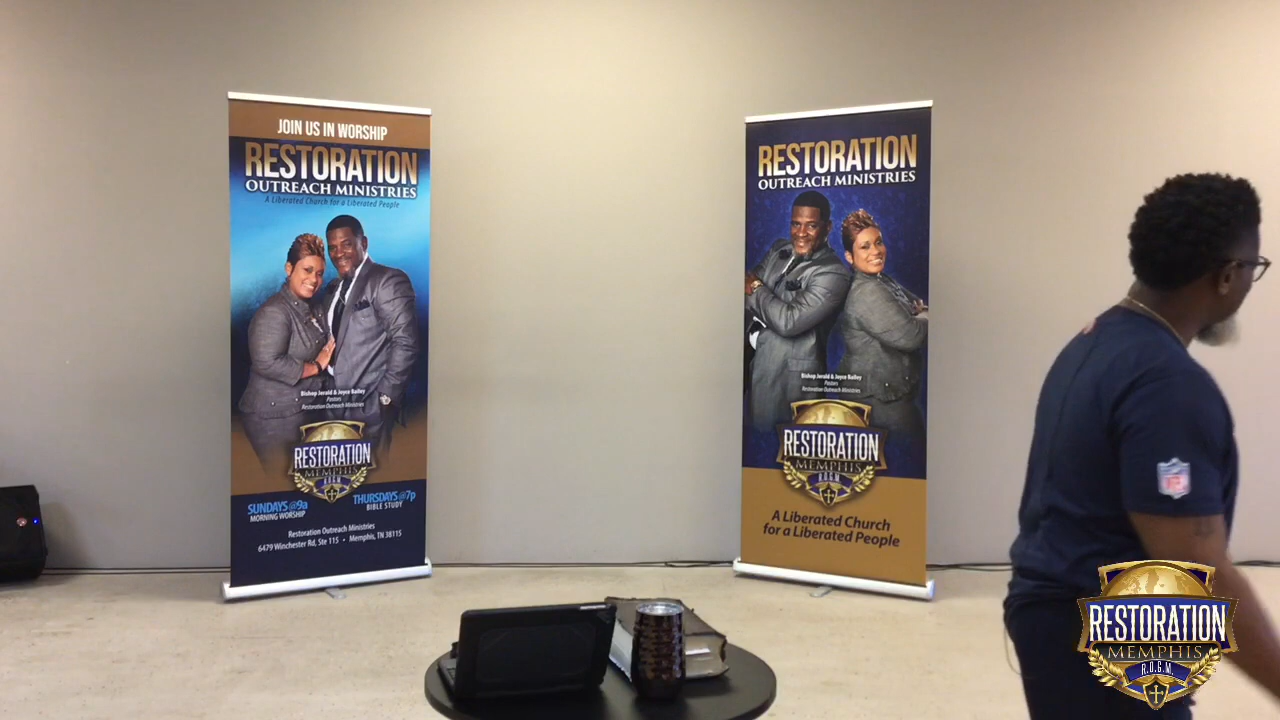 JOIN US IN WORSHIP
RESTORATION
OUTREACH MINISTRIES
A Liberated Church for a Liberated People
Bishop Jerald & Joyce Bailey
Pastors
Restoration Outreach Ministries
RESTORATION
MEMPHIS
R.O.G.M.
SUNDAYS@9a
MORNING WORSHIP
THURSDAYS@7p
BIBLE STUDY
Restoration Outreach Ministries
6479 Winchester Rd, Ste 115 • Memphis, TN 38115
RESTORATION
OUTREACH MINISTRIES
Bishop Jerald & Joyce Bailey
Pastors
Restoration Outreach Ministries
RESTORATION
MEMPHIS
R.O.G.M.
A Liberated Church
for a Liberated People
NFL
RESTORATION
MEMPHIS
R.O.G.M.